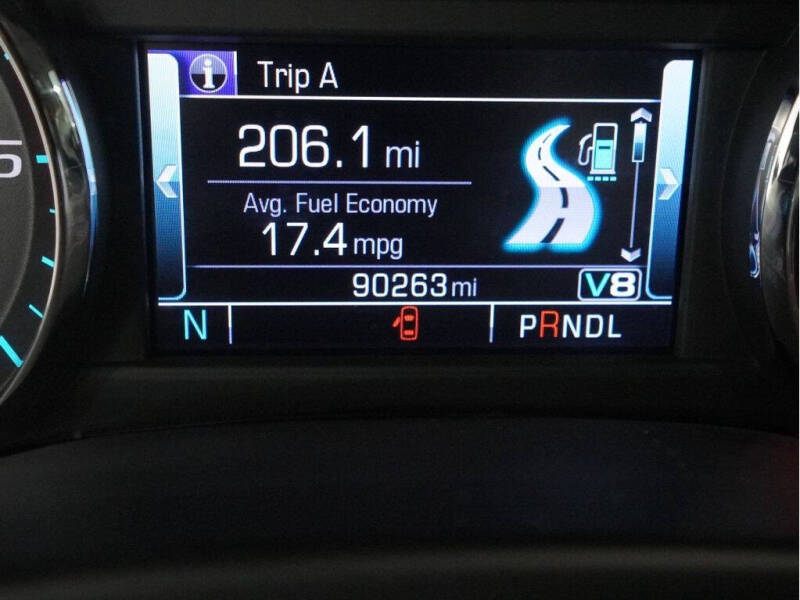 Trip A
206.1 mi
Avg. Fuel Economy
17.4 mpg
90263 mi V8
N PRNDL